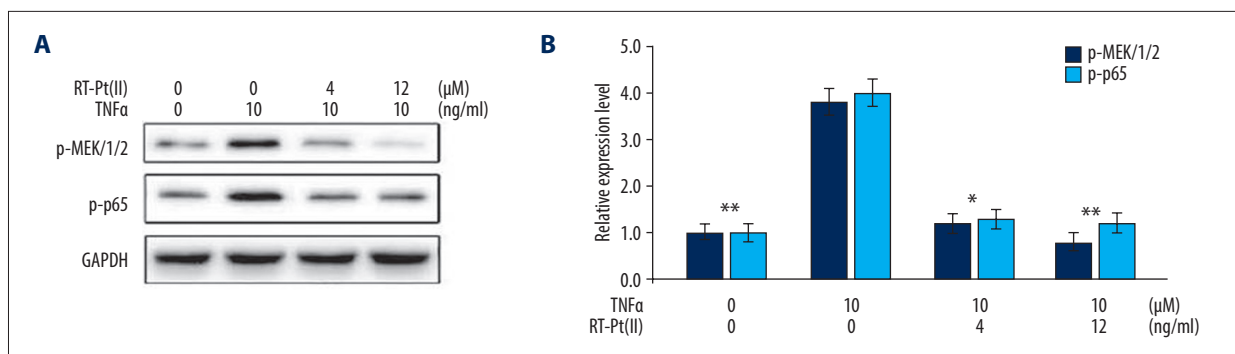 A
RT-Pt(II) 0 0 4 12 (μM)
TNFα 0 10 10 10 (ng/ml)
p-MEK/1/2
p-p65
GAPDH
B
Relative expression level
5.0
4.0
3.0
2.0
1.0
0.0
p-MEK/1/2
p-p65
**
*
**
TNFα 0 10 10 10 (μM)
RT-Pt(II) 0 0 4 12 (ng/ml)